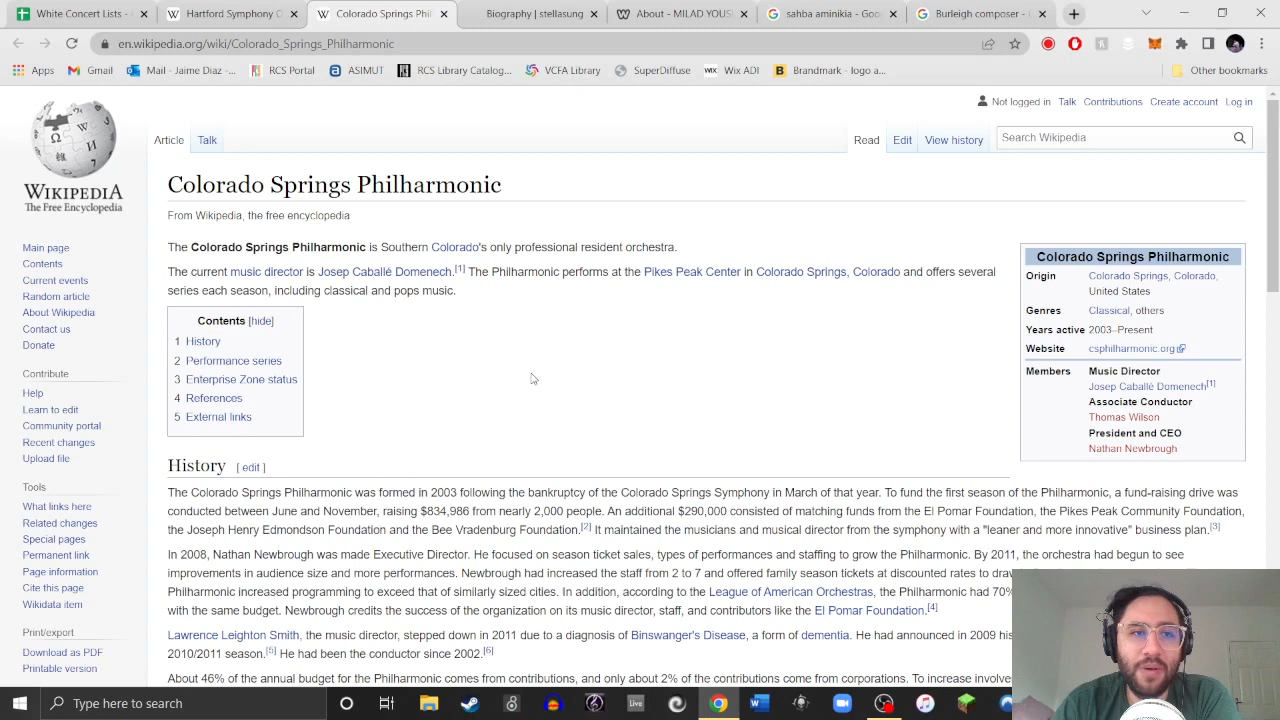 White Concert Lists -
Hartford Symphony O
Colorado Springs Phi
Biography | stellasung
About - MILAD YOUS
sahba aminikia - Goo
Burleigh composer -
en.wikipedia.org/wiki/Colorado_Springs_Philharmonic
Apps
Gmail
Mail - Jaime Diaz -...
RCS Portal
ASIMUT
RCS Library Catalog...
VCFA Library
SuperDiffuse
WIX
Wix ADI
Brandmark - logo a...
Other bookmarks
Not logged in Talk Contributions Create account Log in
Article Talk
Read Edit View history
Search Wikipedia
WIKIPEDIA
The Free Encyclopedia
Main page
Contents
Current events
Random article
About Wikipedia
Contact us
Donate
Contribute
Help
Learn to edit
Community portal
Recent changes
Upload file
Tools
What links here
Related changes
Special pages
Permanent link
Page information
Cite this page
Wikidata item
Print/export
Download as PDF
Printable version
Colorado Springs Philharmonic
From Wikipedia, the free encyclopedia
The Colorado Springs Philharmonic is Southern Colorado's only professional resident orchestra.
The current music director is Josep Caballé Domenech.[1] The Philharmonic performs at the Pikes Peak Center in Colorado Springs, Colorado and offers several
series each season, including classical and pops music.
Contents [hide]
1 History
2 Performance series
3 Enterprise Zone status
4 References
5 External links
Colorado Springs Philharmonic
Origin Colorado Springs, Colorado,
United States
Genres Classical, others
Years active 2003–Present
Website csphilharmonic.org
Members Music Director
Josep Caballé Domenech[1]
Associate Conductor
Thomas Wilson
President and CEO
Nathan Newbrough
History [ edit ]
The Colorado Springs Philharmonic was formed in 2003 following the bankruptcy of the Colorado Springs Symphony in March of that year. To fund the first season of the Philharmonic, a fund-raising drive was
conducted between June and November, raising $834,986 from nearly 2,000 people. An additional $290,000 consisted of matching funds from the El Pomar Foundation, the Pikes Peak Community Foundation,
the Joseph Henry Edmondson Foundation and the Bee Vradenburg Foundation.[2] It maintained the musicians and musical director from the symphony with a "leaner and more innovative" business plan.[3]
In 2008, Nathan Newbrough was made Executive Director. He focused on season ticket sales, types of performances and staffing to grow the Philharmonic. By 2011, the orchestra had begun to see
improvements in audience size and more performances. Newbrough had increased the staff from 2 to 7 and offered family season tickets at discounted rates to draw
Philharmonic increased programming to exceed that of similarly sized cities. In addition, according to the League of American Orchestras, the Philharmonic had 70%
with the same budget. Newbrough credits the success of the organization on its music director, staff, and contributors like the El Pomar Foundation.[4]
Lawrence Leighton Smith, the music director, stepped down in 2011 due to a diagnosis of Binswanger's Disease, a form of dementia. He had announced in 2009 his
2010/2011 season.[5] He had been the conductor since 2002.[6]
About 46% of the annual budget for the Philharmonic comes from contributions, and only about 2% of the contributions come from corporations. To increase involve
Type here to search
Live